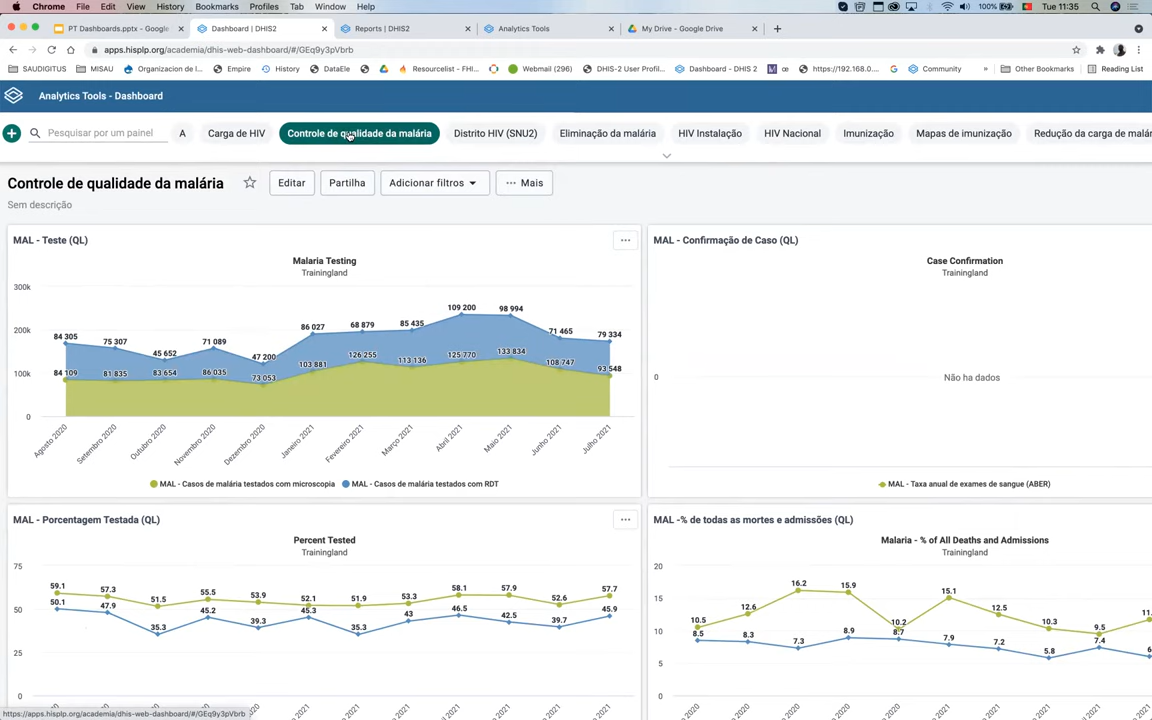 Chrome File Edit View History Bookmarks Profiles Tab Window Help 100% Tue 11:35
PT Dashboards.pptx - Google Dashboard | DHIS2 Reports | DHIS2 Analytics Tools My Drive - Google Drive
apps.hisplp.org/academia/dhis-web-dashboard/#/GEq9y3pVbrb
SAUDIGITUS MISAU Organizacion de I... Empire History DataEle Resourcelist - FHI... Webmail (296) DHIS-2 User Profil... Dashboard - DHIS 2 œ https://192.168.0.... Community » Other Bookmarks Reading List
Analytics Tools - Dashboard
Pesquisar por um painel A Carga de HIV Controle de qualidade da malária Distrito HIV (SNU2) Eliminação da malária HIV Instalação HIV Nacional Imunização Mapas de imunização Redução da carga de malár
Controle de qualidade da malária Editar Partilha Adicionar filtros Mais
Sem descrição
MAL - Teste (QL)
Malaria Testing
Trainingland
300k
200k
100k
0
84 305 75 307 45 652 71 089 47 200 86 027 68 879 85 435 109 200 98 994 71 465 79 334
84 109 81 835 83 654 86 035 73 053 103 881 126 255 113 136 125 770 133 834 108 747 93 548
Agosto 2020 Setembro 2020 Outubro 2020 Novembro 2020 Dezembro 2020 Janeiro 2021 Fevereiro 2021 Março 2021 Abril 2021 Maio 2021 Junho 2021 Julho 2021
MAL - Casos de malária testados com microscopia MAL - Casos de malária testados com RDT
MAL - Confirmação de Caso (QL)
Case Confirmation
Trainingland
0
Não ha dados
MAL - Taxa anual de exames de sangue (ABER)
MAL - Porcentagem Testada (QL)
Percent Tested
Trainingland
75
50
25
0
59.1 57.3 51.5 55.5 53.9 52.1 51.9 53.3 58.1 57.9 52.6 57.7
50.1 47.9 35.3 45.2 39.3 45.3 35.3 43 46.5 42.5 39.7 45.9
MAL -% de todas as mortes e admissões (QL)
Malaria - % of All Deaths and Admissions
Trainingland
20
15
10
5
0
10.5 12.6 16.2 15.9 10.2 15.1 12.5 10.3 9.5 11.
8.5 8.3 7.3 8.9 8.7 7.9 7.2 5.8 7.4 6
https://apps.hisplp.org/academia/dhis-web-dashboard/#/GEq9y3pVbrb